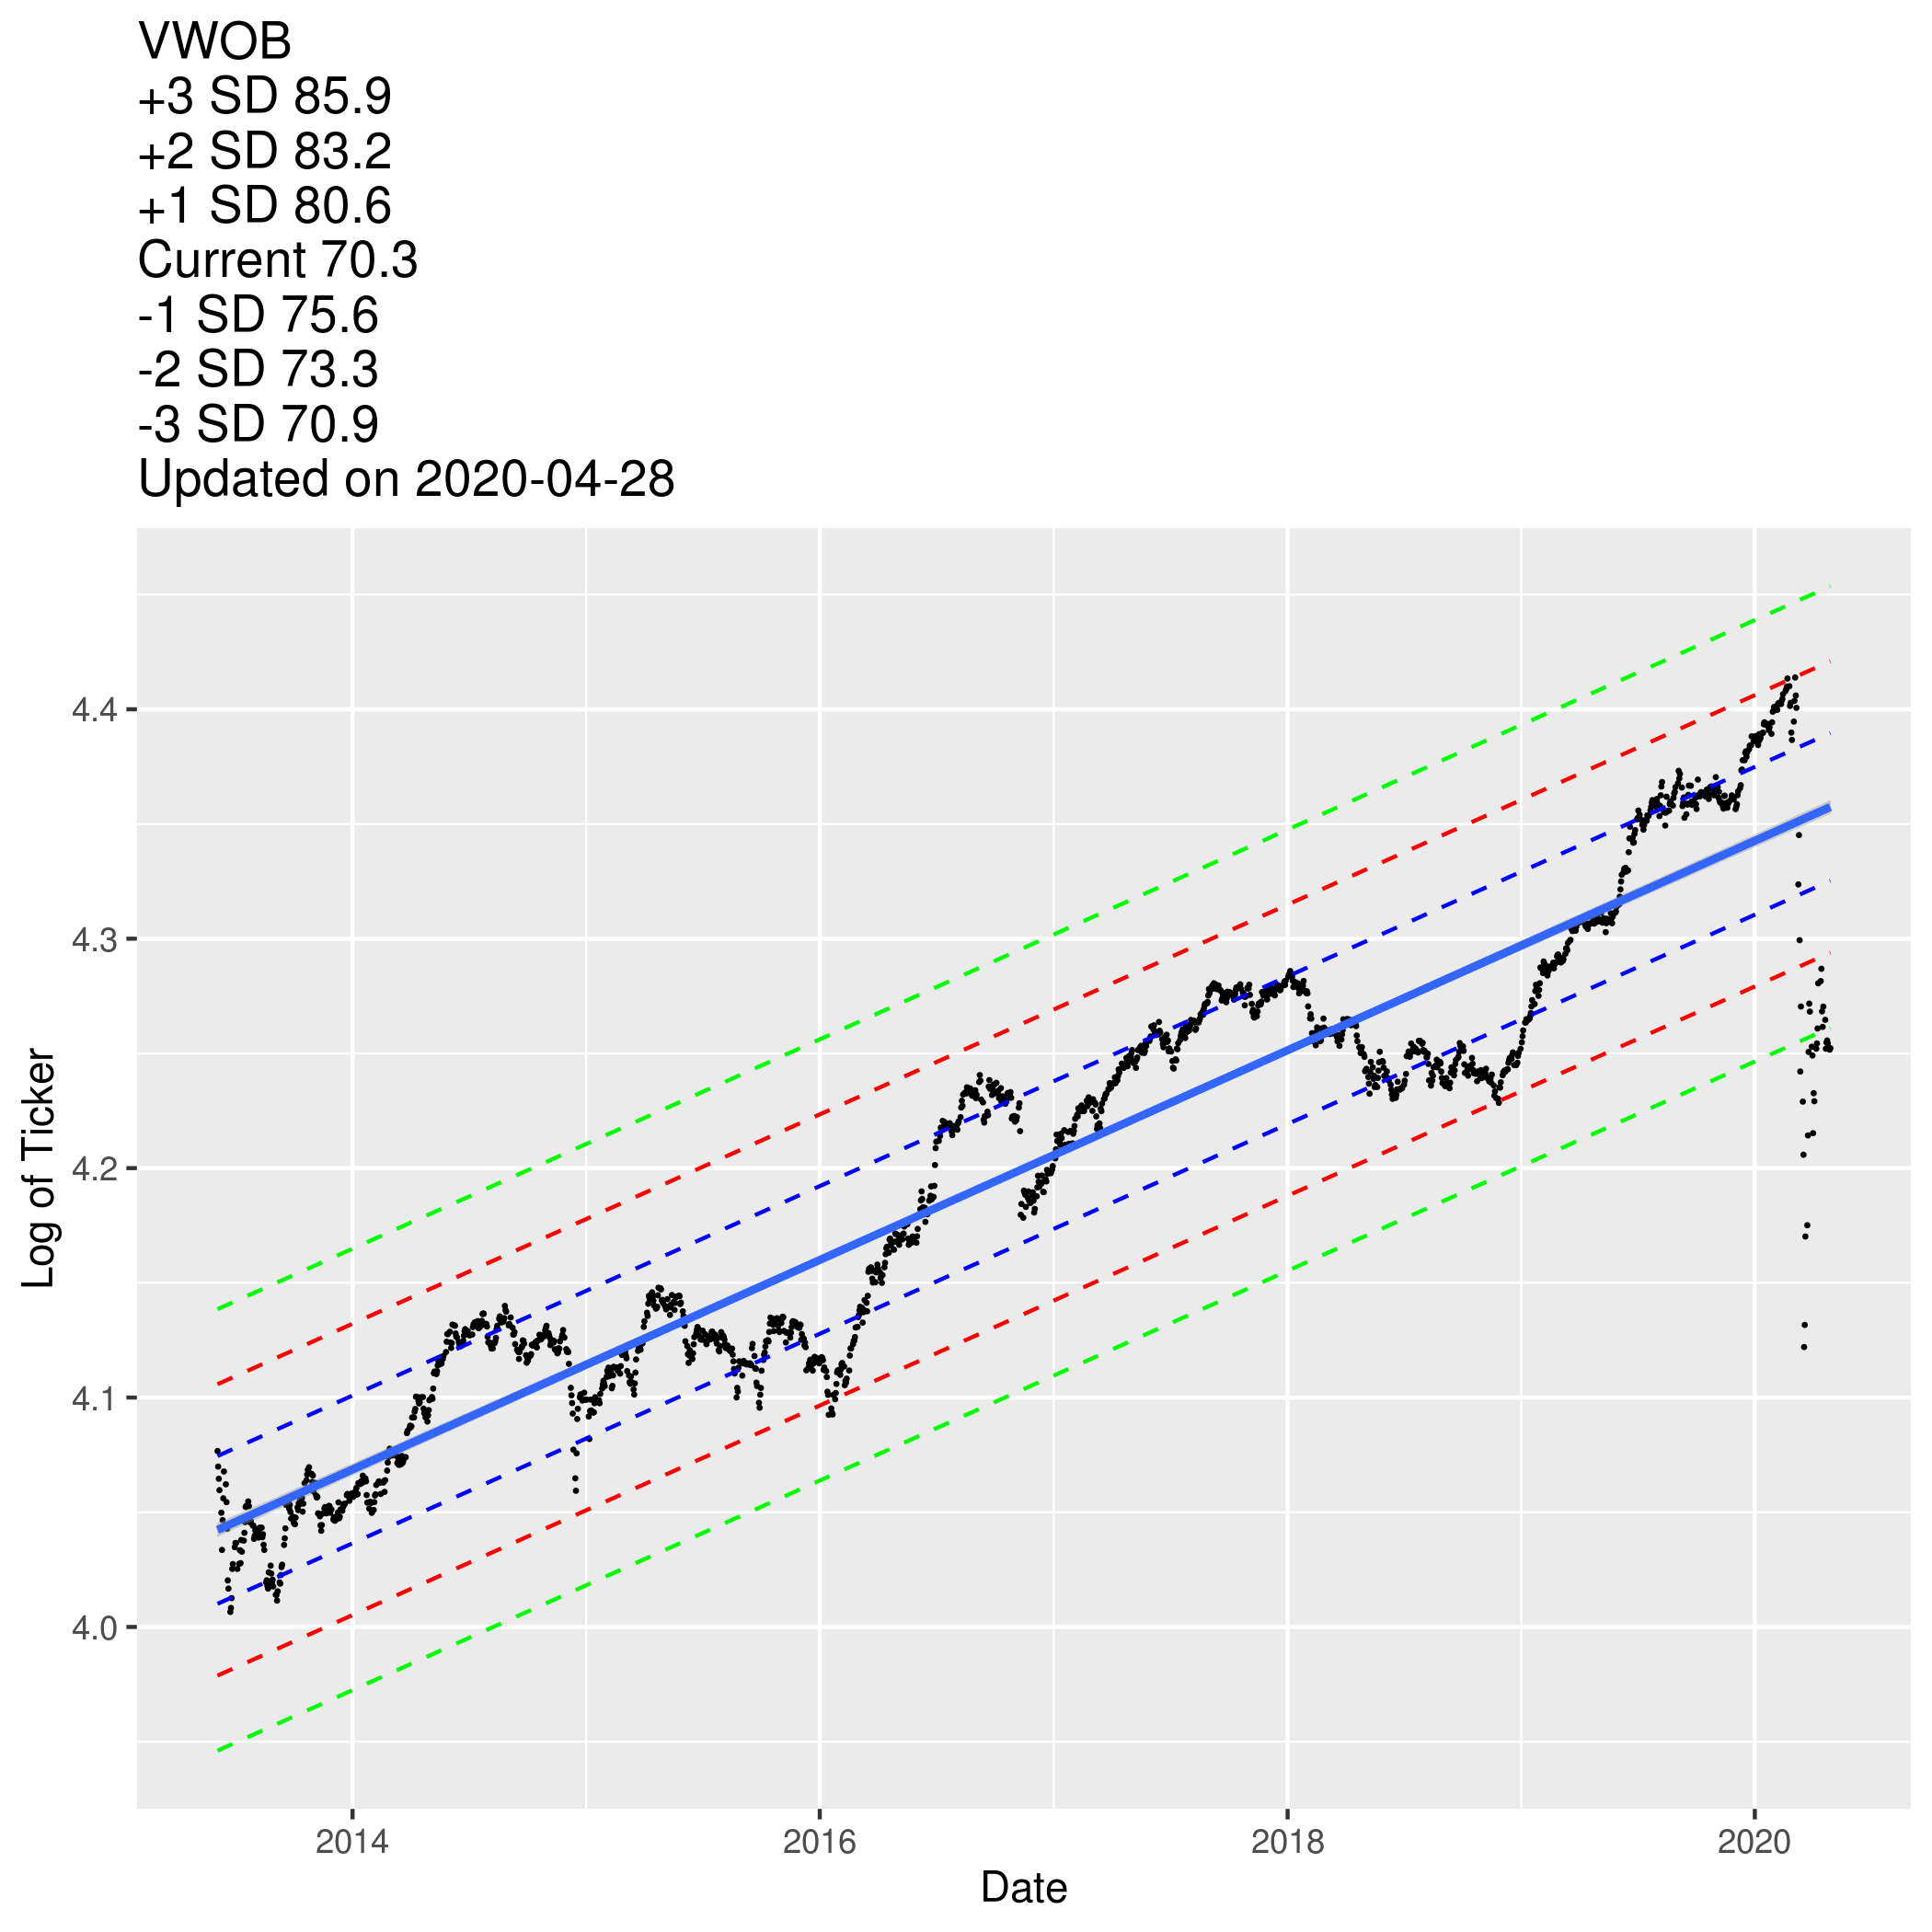 VWOB
+3 SD 85.9
+2 SD 83.2
+1 SD 80.6
Current 70.3
-1 SD 75.6
-2 SD 73.3
-3 SD 70.9
Updated on 2020-04-28
Log of Ticker
4.4
4.3
4.2
4.1
4.0
2014
2016
2018
2020
Date